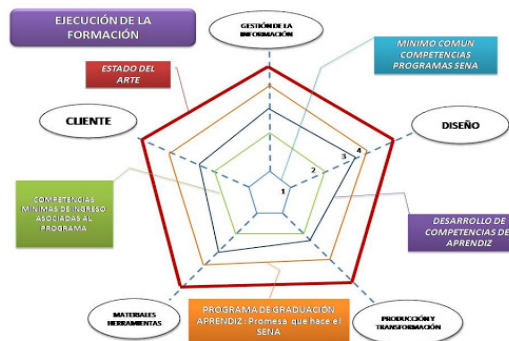 EJECUCIÓN DE LA
FORMACIÓN
GESTIÓN DE LA
INFORMACIÓN
MINIMO COMUN
COMPETENCIAS
PROGRAMAS SENA
ESTADO DEL
ARTE
CLIENTE
DISEÑO
4
3
2
1
COMPETENCIAS
MÍNIMAS DE INGRESO
ASOCIADAS AL
PROGRAMA
DESARROLLO DE
COMPETENCIAS DE
APRENDIZ
MATERIALES
HERRAMIENTAS
PROGRAMA DE GRADUACIÓN
APRENDIZ : Promesa que hace el
SENA
PRODUCCIÓN Y
TRANSFORMACIÓN